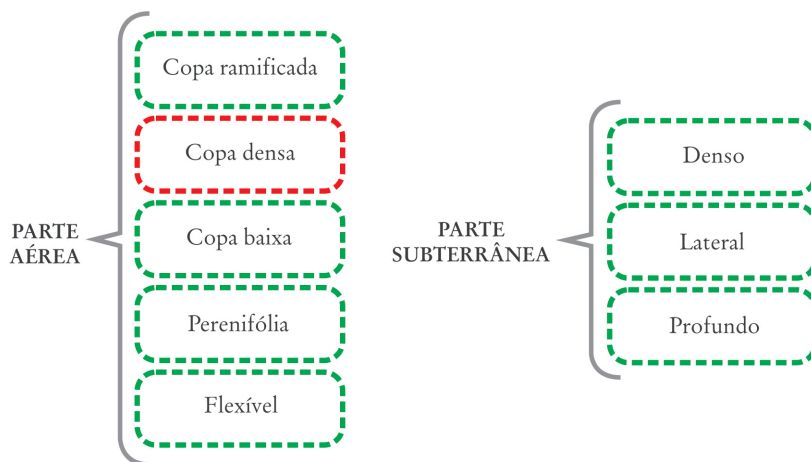 PARTE
AÉREA
Copa ramificada
Copa densa
Copa baixa
Perenifólia
Flexível
PARTE
SUBTERRÂNEA
Denso
Lateral
Profundo